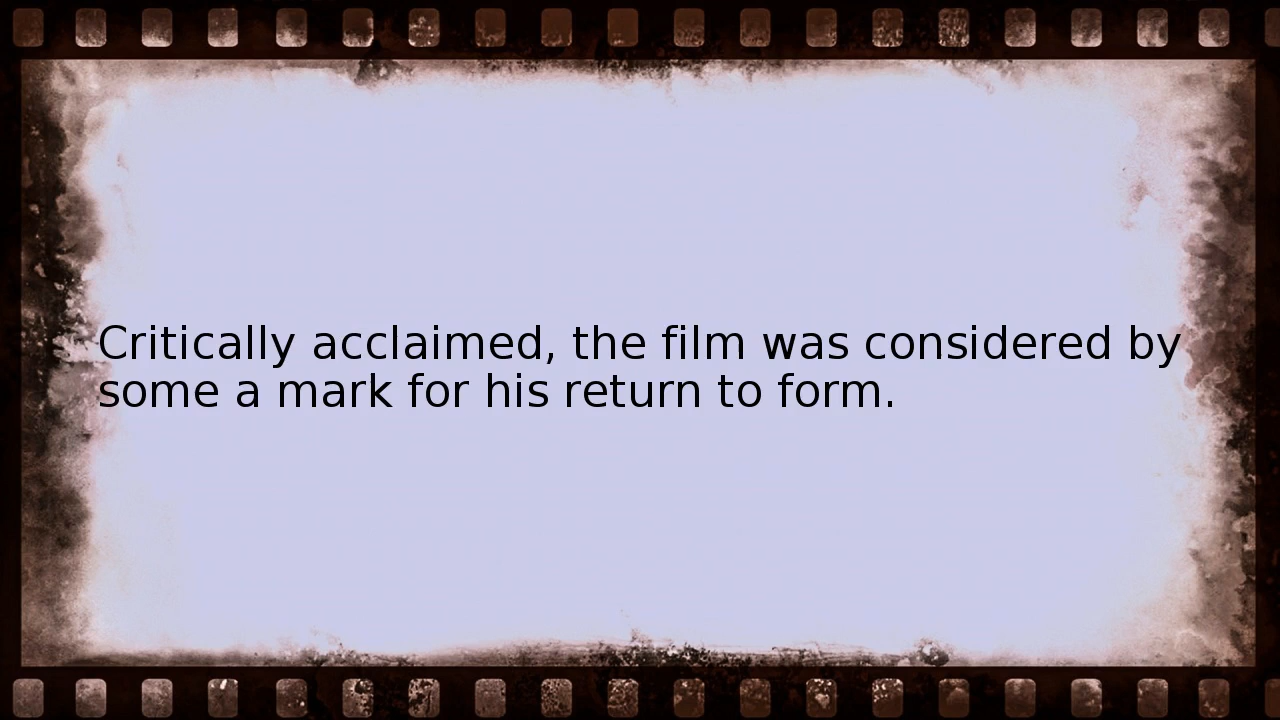 Critically acclaimed, the film was considered by
some a mark for his return to form.